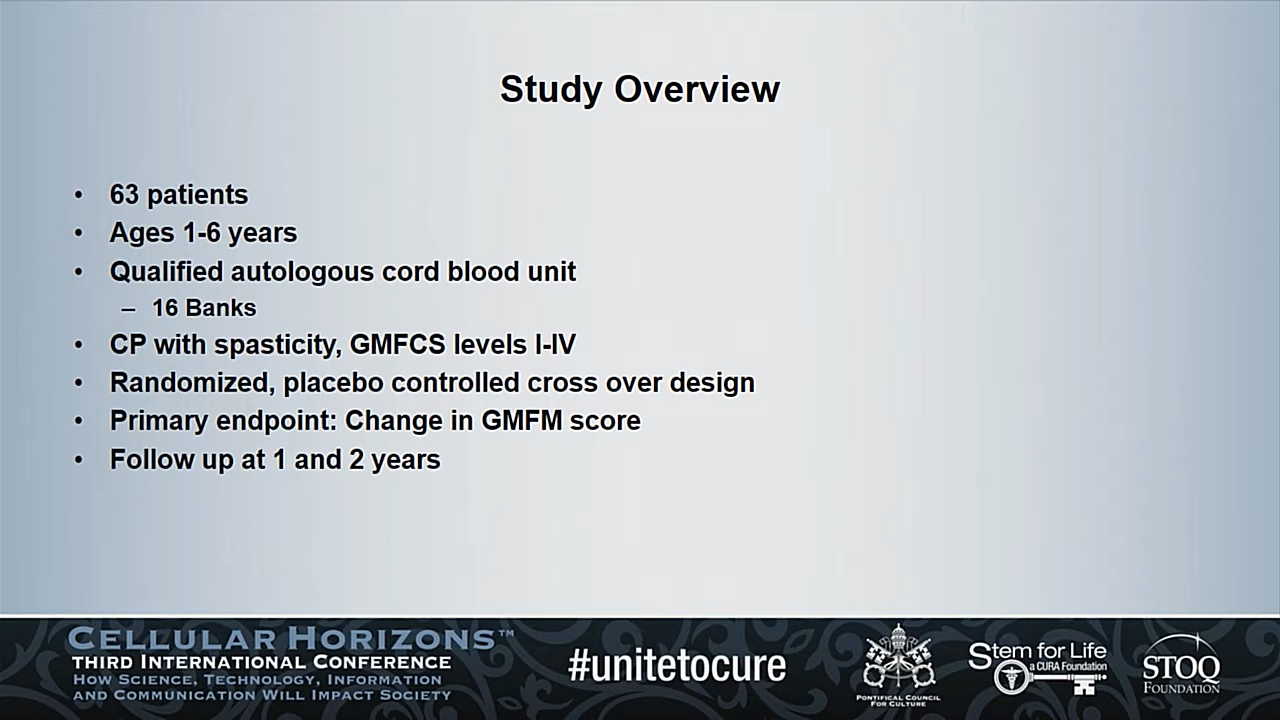 Study Overview
• 63 patients
• Ages 1-6 years
• Qualified autologous cord blood unit
– 16 Banks
• CP with spasticity, GMFCS levels I-IV
• Randomized, placebo controlled cross over design
• Primary endpoint: Change in GMFM score
• Follow up at 1 and 2 years
CELLULAR HORIZONS™
THIRD INTERNATIONAL CONFERENCE
HOW SCIENCE, TECHNOLOGY, INFORMATION
AND COMMUNICATION WILL IMPACT SOCIETY
#unitetocure
PONTIFICAL COUNCIL
FOR CULTURE
Stem for Life
a CURA Foundation
STOQ
FOUNDATION